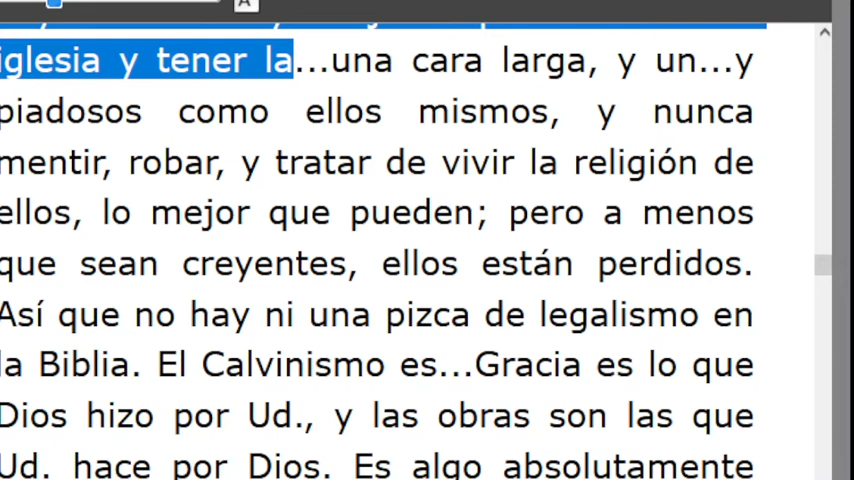 A
iglesia y tener la...una cara larga, y un...y
piadosos como ellos mismos, y nunca
mentir, robar, y tratar de vivir la religión de
ellos, lo mejor que pueden; pero a menos
que sean creyentes, ellos están perdidos.
Así que no hay ni una pizca de legalismo en
la Biblia. El Calvinismo es...Gracia es lo que
Dios hizo por Ud., y las obras son las que
Ud. hace por Dios. Es algo absolutamente